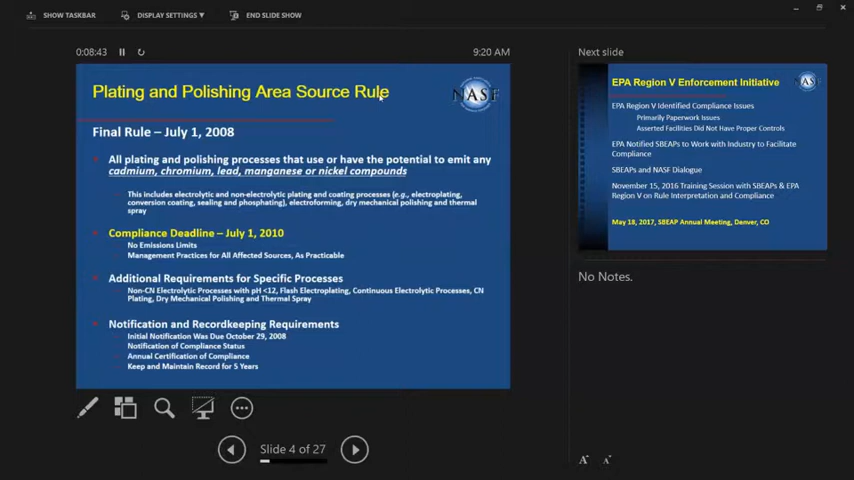 SHOW TASKBAR
DISPLAY SETTINGS ▼
END SLIDE SHOW
0:08:43
9:20 AM
Plating and Polishing Area Source Rule
NASF
Final Rule – July 1, 2008
All plating and polishing processes that use or have the potential to emit any
cadmium, chromium, lead, manganese or nickel compounds
This includes electrolytic and non-electrolytic plating and coating processes (e.g., electroplating,
conversion coating, sealing and phosphating), electroforming, dry mechanical polishing and thermal
spray
Compliance Deadline – July 1, 2010
No Emissions Limits
Management Practices for All Affected Sources, As Practicable
Additional Requirements for Specific Processes
Non-CN Electrolytic Processes with pH <12, Flash Electroplating, Continuous Electrolytic Processes, CN
Plating, Dry Mechanical Polishing and Thermal Spray
Notification and Recordkeeping Requirements
Initial Notification Was Due October 29, 2008
Notification of Compliance Status
Annual Certification of Compliance
Keep and Maintain Record for 5 Years
Slide 4 of 27
Next slide
EPA Region V Enforcement Initiative
NASF
EPA Region V Identified Compliance Issues
Primarily Paperwork Issues
Asserted Facilities Did Not Have Proper Controls
EPA Notified SBEAPs to Work with Industry to Facilitate
Compliance
SBEAPs and NASF Dialogue
November 15, 2016 Training Session with SBEAPs & EPA
Region V on Rule Interpretation and Compliance
May 18, 2017, SBEAP Annual Meeting, Denver, CO
No Notes.
A A